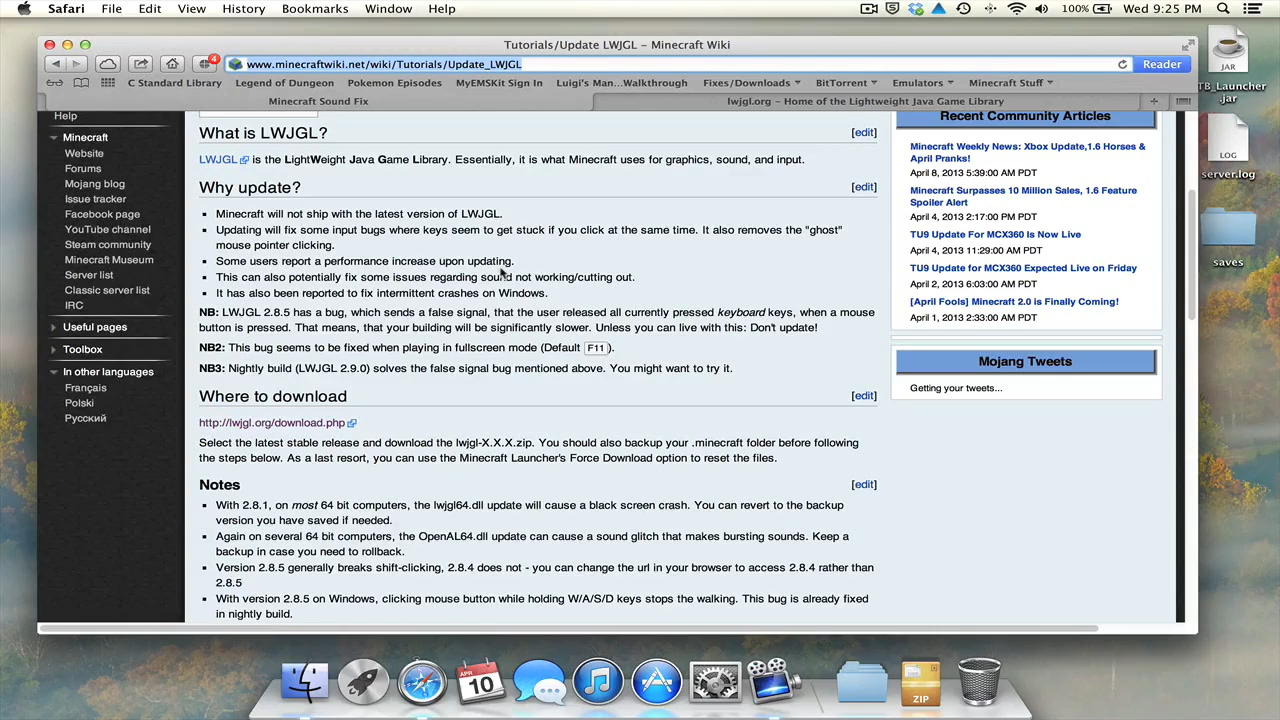 Safari File Edit View History Bookmarks Window Help 100% Wed 9:25 PM
Tutorials/Update LWJGL – Minecraft Wiki
4 www.minecraftwiki.net/wiki/Tutorials/Update_LWJGL Reader
C Standard Library Legend of Dungeon Pokemon Episodes MyEMSKit Sign In Luigi's Man...Walkthrough Fixes/Downloads BitTorrent Emulators Minecraft Stuff
Minecraft Sound Fix lwjgl.org – Home of the Lightweight Java Game Library
Help
Minecraft
Website
Forums
Mojang blog
Issue tracker
Facebook page
YouTube channel
Steam community
Minecraft Museum
Server list
Classic server list
IRC
Useful pages
Toolbox
In other languages
Français
Polski
Русский
What is LWJGL? [edit]
LWJGL is the LightWeight Java Game Library. Essentially, it is what Minecraft uses for graphics, sound, and input.
Why update? [edit]
Minecraft will not ship with the latest version of LWJGL.
Updating will fix some input bugs where keys seem to get stuck if you click at the same time. It also removes the "ghost"
mouse pointer clicking.
Some users report a performance increase upon updating.
This can also potentially fix some issues regarding sound not working/cutting out.
It has also been reported to fix intermittent crashes on Windows.
NB: LWJGL 2.8.5 has a bug, which sends a false signal, that the user released all currently pressed keyboard keys, when a mouse
button is pressed. That means, that your building will be significantly slower. Unless you can live with this: Don't update!
NB2: This bug seems to be fixed when playing in fullscreen mode (Default F11 ).
NB3: Nightly build (LWJGL 2.9.0) solves the false signal bug mentioned above. You might want to try it.
Where to download [edit]
http://lwjgl.org/download.php
Select the latest stable release and download the lwjgl-X.X.X.zip. You should also backup your .minecraft folder before following
the steps below. As a last resort, you can use the Minecraft Launcher's Force Download option to reset the files.
Notes [edit]
With 2.8.1, on most 64 bit computers, the lwjgl64.dll update will cause a black screen crash. You can revert to the backup
version you have saved if needed.
Again on several 64 bit computers, the OpenAL64.dll update can cause a sound glitch that makes bursting sounds. Keep a
backup in case you need to rollback.
Version 2.8.5 generally breaks shift-clicking, 2.8.4 does not - you can change the url in your browser to access 2.8.4 rather than
2.8.5
With version 2.8.5 on Windows, clicking mouse button while holding W/A/S/D keys stops the walking. This bug is already fixed
in nightly build.
Recent Community Articles
Minecraft Weekly News: Xbox Update,1.6 Horses &
April Pranks!
April 8, 2013 5:39:00 AM PDT
Minecraft Surpasses 10 Million Sales, 1.6 Feature
Spoiler Alert
April 4, 2013 2:17:00 PM PDT
TU9 Update For MCX360 Is Now Live
April 4, 2013 11:29:00 AM PDT
TU9 Update for MCX360 Expected Live on Friday
April 2, 2013 6:03:00 AM PDT
[April Fools] Minecraft 2.0 is Finally Coming!
April 1, 2013 2:33:00 AM PDT
Mojang Tweets
Getting your tweets...
JAR
TB_Launcher
.jar
LOG
server.log
saves
APR
10
ZIP